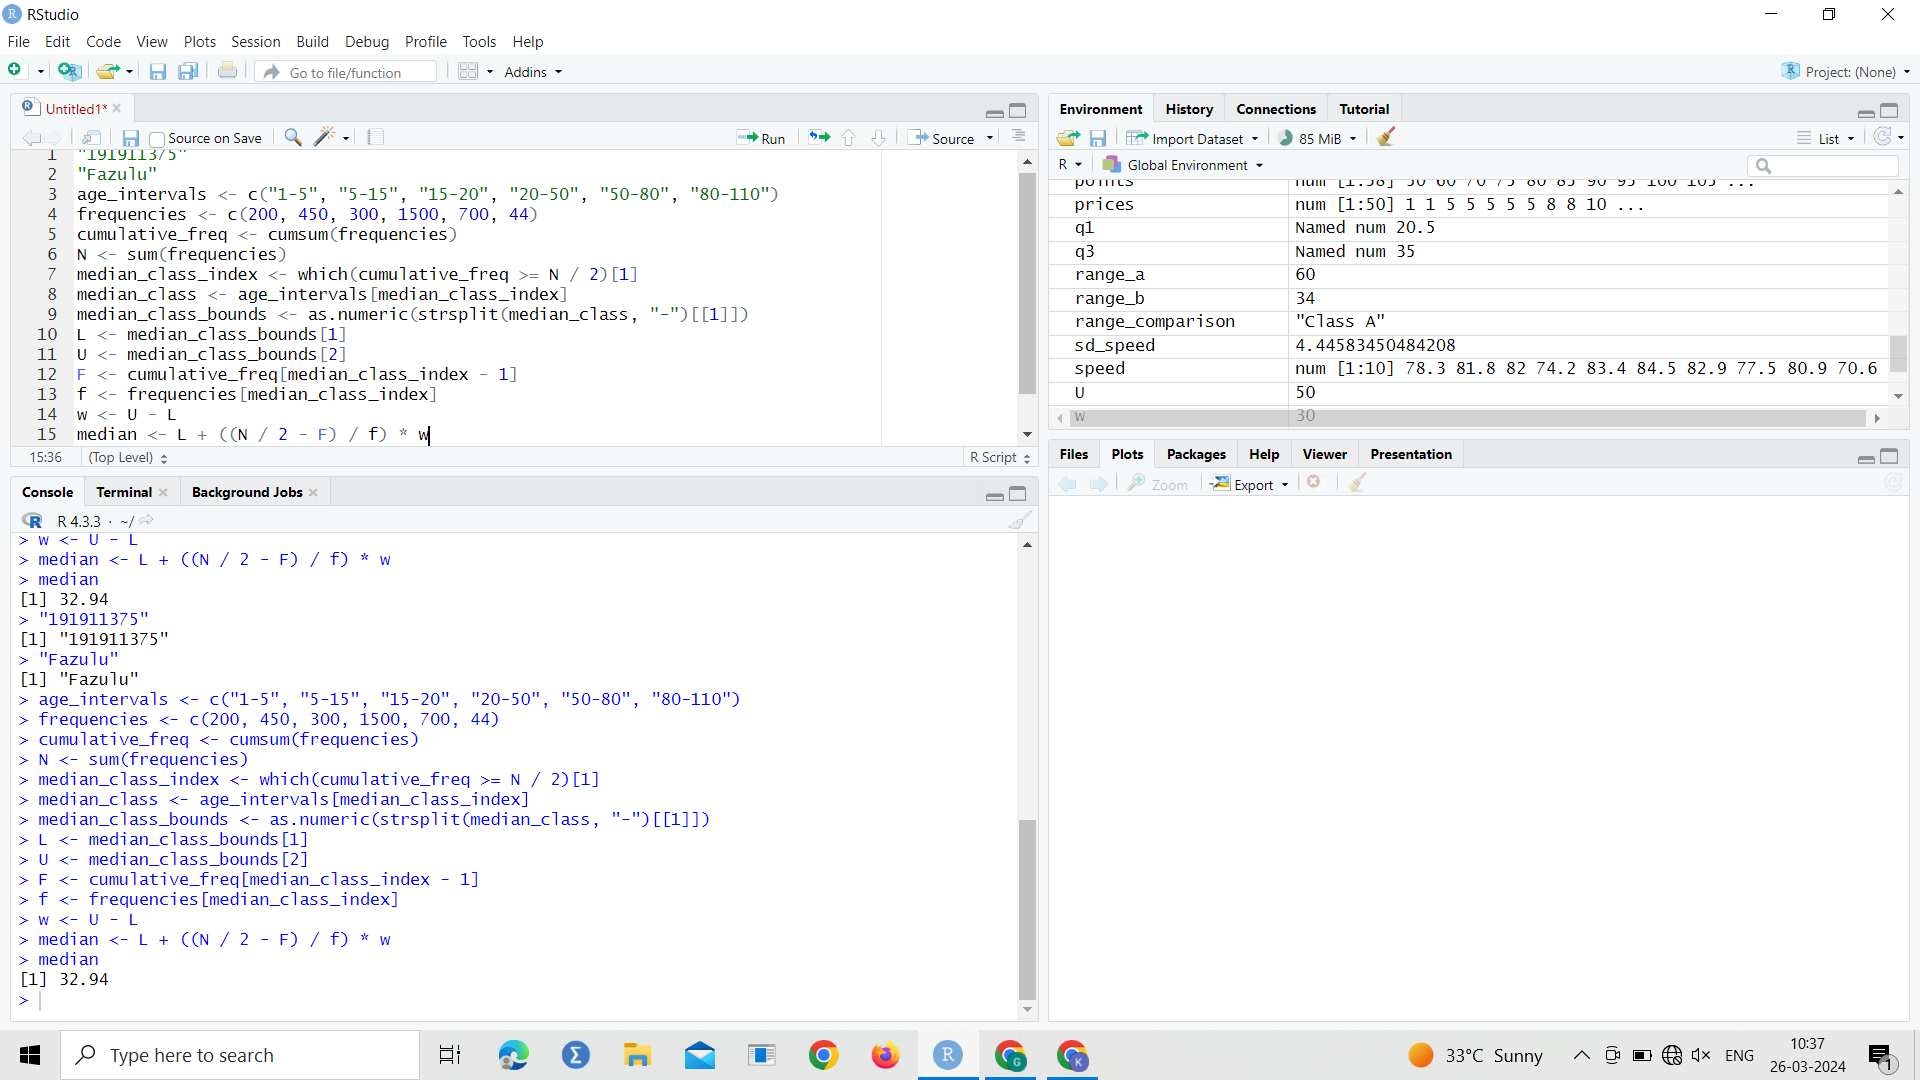 RStudio
File Edit Code View Plots Session Build Debug Profile Tools Help
Go to file/function Addins Project: (None)
Untitled1*
Source on Save Run Source
1 "191911375"
2 "Fazulu"
3 age_intervals <- c("1-5", "5-15", "15-20", "20-50", "50-80", "80-110")
4 frequencies <- c(200, 450, 300, 1500, 700, 44)
5 cumulative_freq <- cumsum(frequencies)
6 N <- sum(frequencies)
7 median_class_index <- which(cumulative_freq >= N / 2)[1]
8 median_class <- age_intervals[median_class_index]
9 median_class_bounds <- as.numeric(strsplit(median_class, "-")[[1]])
10 L <- median_class_bounds[1]
11 U <- median_class_bounds[2]
12 F <- cumulative_freq[median_class_index - 1]
13 f <- frequencies[median_class_index]
14 w <- U - L
15 median <- L + ((N / 2 - F) / f) * w
15:36 (Top Level) R Script
Console Terminal Background Jobs
R 4.3.3 · ~/
> w <- U - L
> median <- L + ((N / 2 - F) / f) * w
> median
[1] 32.94
> "191911375"
[1] "191911375"
> "Fazulu"
[1] "Fazulu"
> age_intervals <- c("1-5", "5-15", "15-20", "20-50", "50-80", "80-110")
> frequencies <- c(200, 450, 300, 1500, 700, 44)
> cumulative_freq <- cumsum(frequencies)
> N <- sum(frequencies)
> median_class_index <- which(cumulative_freq >= N / 2)[1]
> median_class <- age_intervals[median_class_index]
> median_class_bounds <- as.numeric(strsplit(median_class, "-")[[1]])
> L <- median_class_bounds[1]
> U <- median_class_bounds[2]
> F <- cumulative_freq[median_class_index - 1]
> f <- frequencies[median_class_index]
> w <- U - L
> median <- L + ((N / 2 - F) / f) * w
> median
[1] 32.94
>
Environment History Connections Tutorial
Import Dataset 85 MiB List
R Global Environment
points num [1:58] 50 60 70 75 80 85 90 95 100 105 ...
prices num [1:50] 1 1 5 5 5 5 5 8 8 10 ...
q1 Named num 20.5
q3 Named num 35
range_a 60
range_b 34
range_comparison "Class A"
sd_speed 4.44583450484208
speed num [1:10] 78.3 81.8 82 74.2 83.4 84.5 82.9 77.5 80.9 70.6
U 50
w 30
Files Plots Packages Help Viewer Presentation
Zoom Export
Type here to search
33°C Sunny ENG
10:37
26-03-2024
1